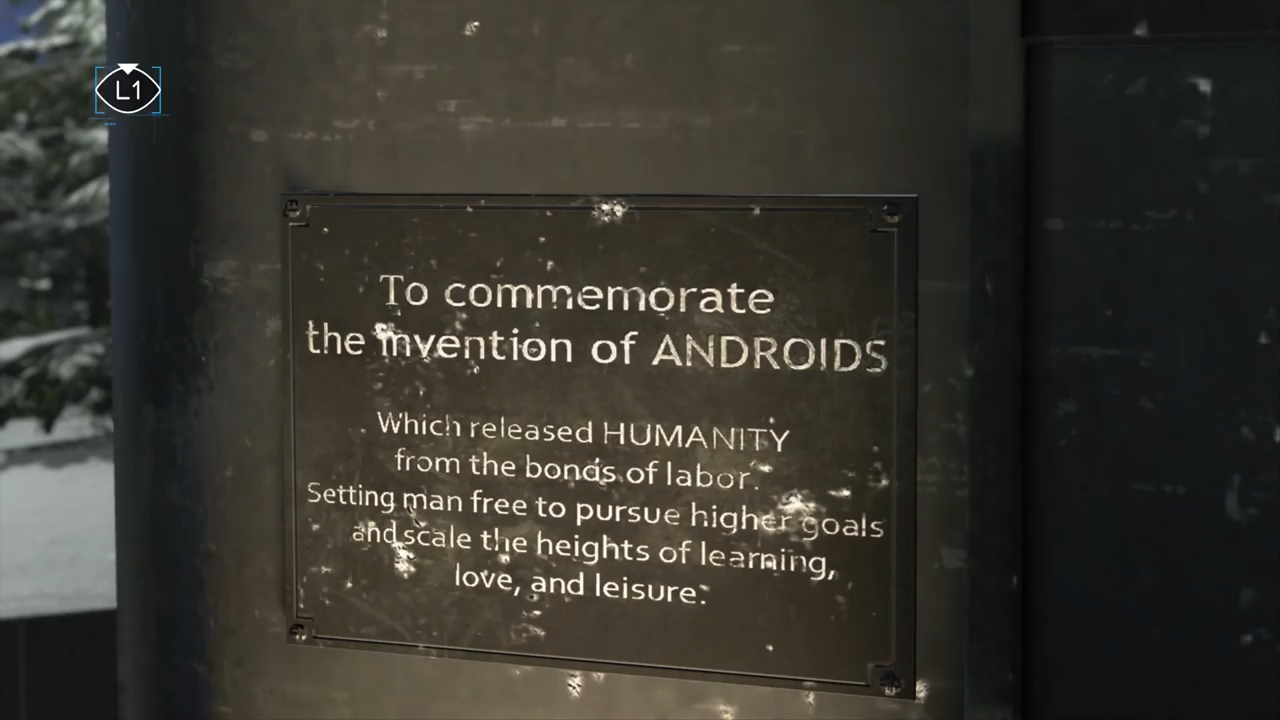 L1
To commemorate
the invention of ANDROIDS
Which released HUMANITY
from the bonds of labor.
Setting man free to pursue higher goals
and scale the heights of learning,
love, and leisure.